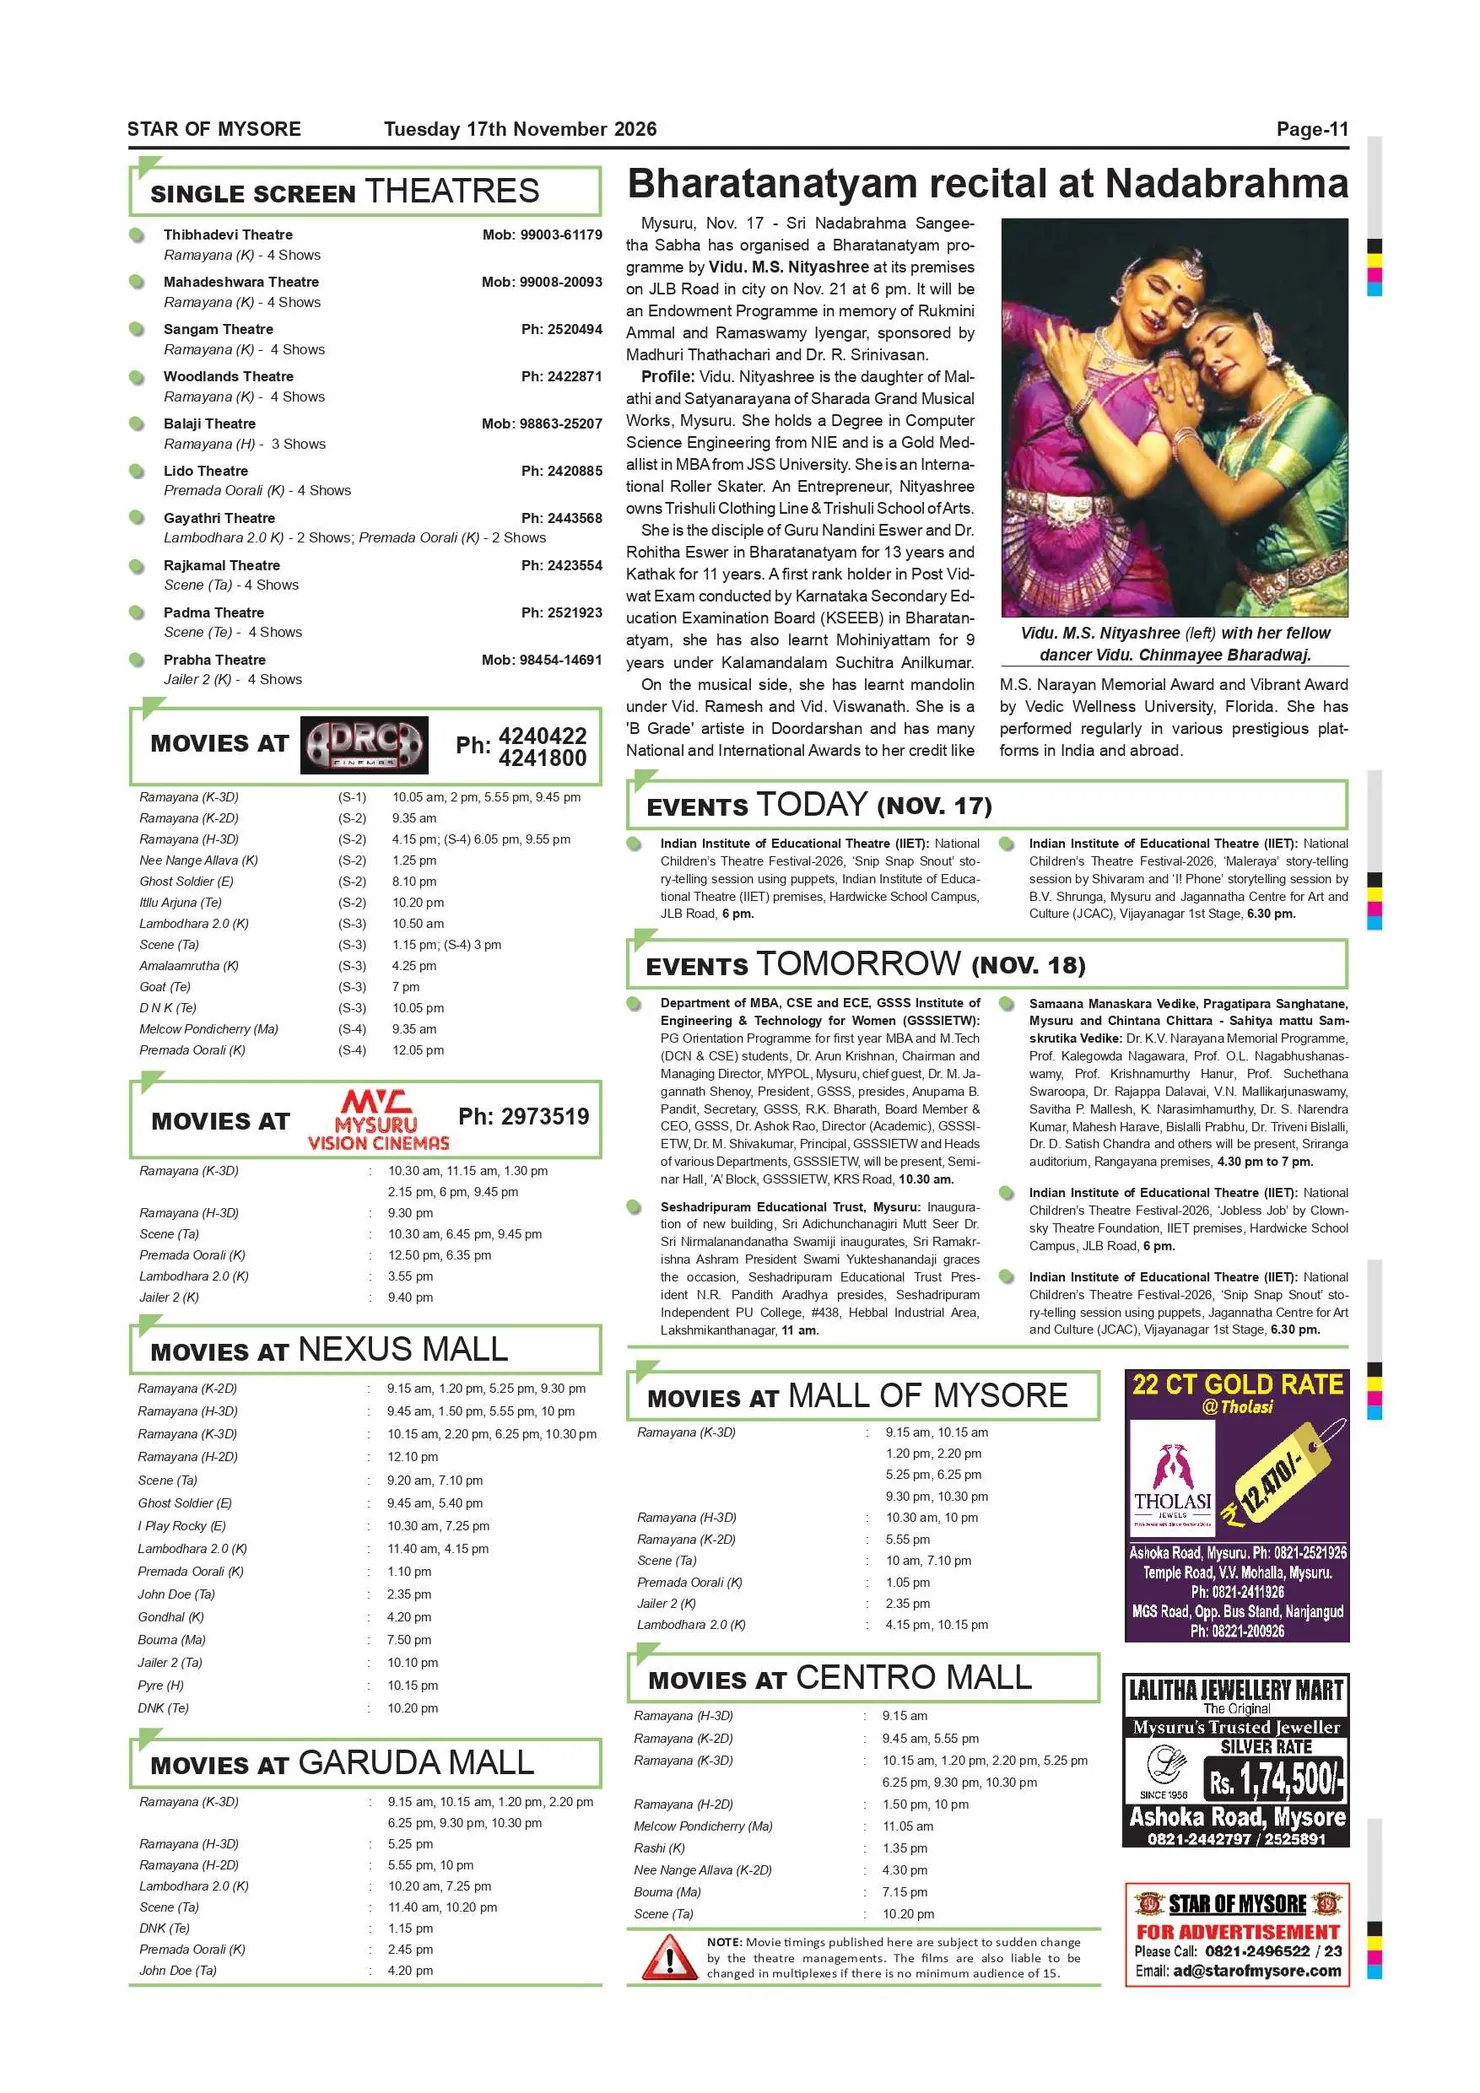 STAR OF MYSORE Tuesday 17th November 2026 Page-11
SINGLE SCREEN THEATRES
Thibhadevi Theatre Mob: 99003-61179
Ramayana (K) - 4 Shows
Mahadeshwara Theatre Mob: 99008-20093
Ramayana (K) - 4 Shows
Sangam Theatre Ph: 2520494
Ramayana (K) - 4 Shows
Woodlands Theatre Ph: 2422871
Ramayana (K) - 4 Shows
Balaji Theatre Mob: 98863-25207
Ramayana (H) - 3 Shows
Lido Theatre Ph: 2420885
Premada Oorali (K) - 4 Shows
Gayathri Theatre Ph: 2443568
Lambodhara 2.0 K) - 2 Shows; Premada Oorali (K) - 2 Shows
Rajkamal Theatre Ph: 2423554
Scene (Ta) - 4 Shows
Padma Theatre Ph: 2521923
Scene (Te) - 4 Shows
Prabha Theatre Mob: 98454-14691
Jailer 2 (K) - 4 Shows
MOVIES AT DRC CINEMAS Ph: 4240422
4241800
Ramayana (K-3D) (S-1) 10.05 am, 2 pm, 5.55 pm, 9.45 pm
Ramayana (K-2D) (S-2) 9.35 am
Ramayana (H-3D) (S-2) 4.15 pm; (S-4) 6.05 pm, 9.55 pm
Nee Nange Allava (K) (S-2) 1.25 pm
Ghost Soldier (E) (S-2) 8.10 pm
Itllu Arjuna (Te) (S-2) 10.20 pm
Lambodhara 2.0 (K) (S-3) 10.50 am
Scene (Ta) (S-3) 1.15 pm; (S-4) 3 pm
Amalaamrutha (K) (S-3) 4.25 pm
Goat (Te) (S-3) 7 pm
D N K (Te) (S-3) 10.05 pm
Melcow Pondicherry (Ma) (S-4) 9.35 am
Premada Oorali (K) (S-4) 12.05 pm
MOVIES AT MVC MYSURU VISION CINEMAS Ph: 2973519
Ramayana (K-3D) : 10.30 am, 11.15 am, 1.30 pm
2.15 pm, 6 pm, 9.45 pm
Ramayana (H-3D) : 9.30 pm
Scene (Ta) : 10.30 am, 6.45 pm, 9.45 pm
Premada Oorali (K) : 12.50 pm, 6.35 pm
Lambodhara 2.0 (K) : 3.55 pm
Jailer 2 (K) : 9.40 pm
MOVIES AT NEXUS MALL
Ramayana (K-2D) : 9.15 am, 1.20 pm, 5.25 pm, 9.30 pm
Ramayana (H-3D) : 9.45 am, 1.50 pm, 5.55 pm, 10 pm
Ramayana (K-3D) : 10.15 am, 2.20 pm, 6.25 pm, 10.30 pm
Ramayana (H-2D) : 12.10 pm
Scene (Ta) : 9.20 am, 7.10 pm
Ghost Soldier (E) : 9.45 am, 5.40 pm
I Play Rocky (E) : 10.30 am, 7.25 pm
Lambodhara 2.0 (K) : 11.40 am, 4.15 pm
Premada Oorali (K) : 1.10 pm
John Doe (Ta) : 2.35 pm
Gondhal (K) : 4.20 pm
Bouma (Ma) : 7.50 pm
Jailer 2 (Ta) : 10.10 pm
Pyre (H) : 10.15 pm
DNK (Te) : 10.20 pm
MOVIES AT GARUDA MALL
Ramayana (K-3D) : 9.15 am, 10.15 am, 1.20 pm, 2.20 pm
6.25 pm, 9.30 pm, 10.30 pm
Ramayana (H-3D) : 5.25 pm
Ramayana (H-2D) : 5.55 pm, 10 pm
Lambodhara 2.0 (K) : 10.20 am, 7.25 pm
Scene (Ta) : 11.40 am, 10.20 pm
DNK (Te) : 1.15 pm
Premada Oorali (K) : 2.45 pm
John Doe (Ta) : 4.20 pm
Bharatanatyam recital at Nadabrahma
Mysuru, Nov. 17 - Sri Nadabrahma Sangee-
tha Sabha has organised a Bharatanatyam pro-
gramme by Vidu. M.S. Nityashree at its premises
on JLB Road in city on Nov. 21 at 6 pm. It will be
an Endowment Programme in memory of Rukmini
Ammal and Ramaswamy Iyengar, sponsored by
Madhuri Thathachari and Dr. R. Srinivasan.
Profile: Vidu. Nityashree is the daughter of Mal-
athi and Satyanarayana of Sharada Grand Musical
Works, Mysuru. She holds a Degree in Computer
Science Engineering from NIE and is a Gold Med-
allist in MBA from JSS University. She is an Interna-
tional Roller Skater. An Entrepreneur, Nityashree
owns Trishuli Clothing Line & Trishuli School of Arts.
She is the disciple of Guru Nandini Eswer and Dr.
Rohitha Eswer in Bharatanatyam for 13 years and
Kathak for 11 years. A first rank holder in Post Vid-
wat Exam conducted by Karnataka Secondary Ed-
ucation Examination Board (KSEEB) in Bharatan-
atyam, she has also learnt Mohiniyattam for 9
years under Kalamandalam Suchitra Anilkumar.
On the musical side, she has learnt mandolin
under Vid. Ramesh and Vid. Viswanath. She is a
'B Grade' artiste in Doordarshan and has many
National and International Awards to her credit like
Vidu. M.S. Nityashree (left) with her fellow
dancer Vidu. Chinmayee Bharadwaj.
M.S. Narayan Memorial Award and Vibrant Award
by Vedic Wellness University, Florida. She has
performed regularly in various prestigious plat-
forms in India and abroad.
EVENTS TODAY (NOV. 17)
Indian Institute of Educational Theatre (IIET): National
Children's Theatre Festival-2026, 'Snip Snap Snout' sto-
ry-telling session using puppets, Indian Institute of Educa-
tional Theatre (IIET) premises, Hardwicke School Campus,
JLB Road, 6 pm.
Indian Institute of Educational Theatre (IIET): National
Children's Theatre Festival-2026, 'Maleraya' story-telling
session by Shivaram and 'I! Phone' storytelling session by
B.V. Shrunga, Mysuru and Jagannatha Centre for Art and
Culture (JCAC), Vijayanagar 1st Stage, 6.30 pm.
EVENTS TOMORROW (NOV. 18)
Department of MBA, CSE and ECE, GSSS Institute of
Engineering & Technology for Women (GSSSIETW):
PG Orientation Programme for first year MBA and M.Tech
(DCN & CSE) students, Dr. Arun Krishnan, Chairman and
Managing Director, MYPOL, Mysuru, chief guest, Dr. M. Ja-
gannath Shenoy, President, GSSS, presides, Anupama B.
Pandit, Secretary, GSSS, R.K. Bharath, Board Member &
CEO, GSSS, Dr. Ashok Rao, Director (Academic), GSSSI-
ETW, Dr. M. Shivakumar, Principal, GSSSIETW and Heads
of various Departments, GSSSIETW, will be present, Semi-
nar Hall, 'A' Block, GSSSIETW, KRS Road, 10.30 am.
Seshadripuram Educational Trust, Mysuru: Inaugura-
tion of new building, Sri Adichunchanagiri Mutt Seer Dr.
Sri Nirmalanandanatha Swamiji inaugurates, Sri Ramakr-
ishna Ashram President Swami Yukteshanandaji graces
the occasion, Seshadripuram Educational Trust Pres-
ident N.R. Pandith Aradhya presides, Seshadripuram
Independent PU College, #438, Hebbal Industrial Area,
Lakshmikanthanagar, 11 am.
Samaana Manaskara Vedike, Pragatipara Sanghatane,
Mysuru and Chintana Chittara - Sahitya mattu Sam-
skrutika Vedike: Dr. K.V. Narayana Memorial Programme,
Prof. Kalegowda Nagawara, Prof. O.L. Nagabhushanas-
wamy, Prof. Krishnamurthy Hanur, Prof. Suchethana
Swaroopa, Dr. Rajappa Dalavai, V.N. Mallikarjunaswamy,
Savitha P. Mallesh, K. Narasimhamurthy, Dr. S. Narendra
Kumar, Mahesh Harave, Bislalli Prabhu, Dr. Triveni Bislalli,
Dr. D. Satish Chandra and others will be present, Sriranga
auditorium, Rangayana premises, 4.30 pm to 7 pm.
Indian Institute of Educational Theatre (IIET): National
Children's Theatre Festival-2026, 'Jobless Job' by Clown-
sky Theatre Foundation, IIET premises, Hardwicke School
Campus, JLB Road, 6 pm.
Indian Institute of Educational Theatre (IIET): National
Children's Theatre Festival-2026, 'Snip Snap Snout' sto-
ry-telling session using puppets, Jagannatha Centre for Art
and Culture (JCAC), Vijayanagar 1st Stage, 6.30 pm.
MOVIES AT MALL OF MYSORE
Ramayana (K-3D) : 9.15 am, 10.15 am
1.20 pm, 2.20 pm
5.25 pm, 6.25 pm
9.30 pm, 10.30 pm
Ramayana (H-3D) : 10.30 am, 10 pm
Ramayana (K-2D) : 5.55 pm
Scene (Ta) : 10 am, 7.10 pm
Premada Oorali (K) : 1.05 pm
Jailer 2 (K) : 2.35 pm
Lambodhara 2.0 (K) : 4.15 pm, 10.15 pm
MOVIES AT CENTRO MALL
Ramayana (H-3D) : 9.15 am
Ramayana (K-2D) : 9.45 am, 5.55 pm
Ramayana (K-3D) : 10.15 am, 1.20 pm, 2.20 pm, 5.25 pm
6.25 pm, 9.30 pm, 10.30 pm
Ramayana (H-2D) : 1.50 pm, 10 pm
Melcow Pondicherry (Ma) : 11.05 am
Rashi (K) : 1.35 pm
Nee Nange Allava (K-2D) : 4.30 pm
Bouma (Ma) : 7.15 pm
Scene (Ta) : 10.20 pm
NOTE: Movie timings published here are subject to sudden change
by the theatre managements. The films are also liable to be
changed in multiplexes if there is no minimum audience of 15.
22 CT GOLD RATE
@ Tholasi
THOLASI
JEWELS
₹ 12,470/-
Ashoka Road, Mysuru. Ph: 0821-2521926
Temple Road, V.V. Mohalla, Mysuru.
Ph: 0821-2411926
MGS Road, Opp. Bus Stand, Nanjangud
Ph: 08221-200926
LALITHA JEWELLERY MART
The Original
Mysuru's Trusted Jeweller
SILVER RATE
SINCE 1956
Rs. 1,74,500/-
Ashoka Road, Mysore
0821-2442797 / 2525891
49 STAR OF MYSORE 49
FOR ADVERTISEMENT
Please Call: 0821-2496522 / 23
Email: ad@starofmysore.com